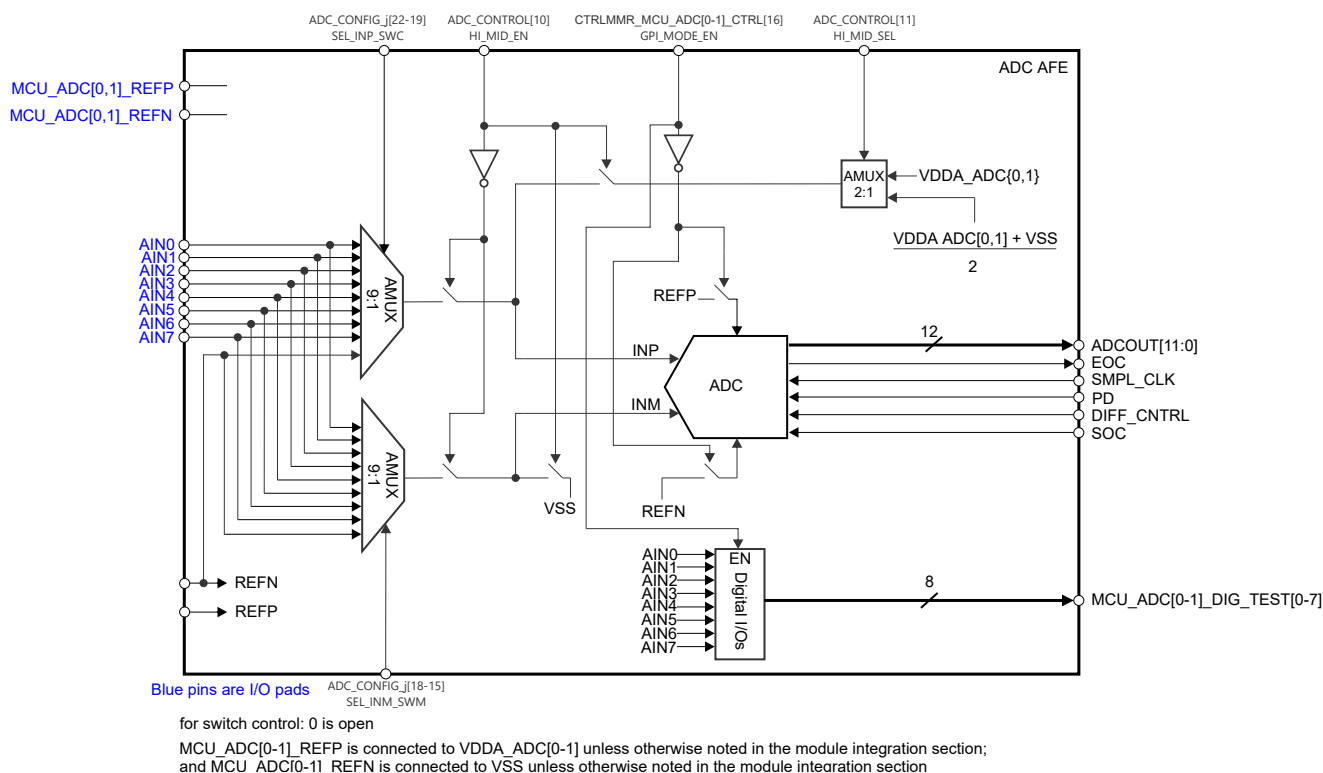 ADC_CONFIG_j[22-19]
SEL_INP_SWC
ADC_CONTROL[10]
HI_MID_EN
CTRLMMR_MCU_ADC[0-1]_CTRL[16]
GPI_MODE_EN
ADC_CONTROL[11]
HI_MID_SEL
ADC AFE
MCU_ADC[0,1]_REFP
MCU_ADC[0,1]_REFN
AMUX
2:1
VDDA_ADC{0,1}
VDDA ADC[0,1] + VSS
2
AIN0
AIN1
AIN2
AIN3
AIN4
AIN5
AIN6
AIN7
AMUX
9:1
REFP
INP
ADC
INM
12
ADCOUT[11:0]
EOC
SMPL_CLK
PD
DIFF_CNTRL
SOC
AMUX
9:1
VSS
REFN
AIN0
AIN1
AIN2
AIN3
AIN4
AIN5
AIN6
AIN7
EN
Digital I/Os
8
MCU_ADC[0-1]_DIG_TEST[0-7]
REFN
REFP
Blue pins are I/O pads
ADC_CONFIG_j[18-15]
SEL_INM_SWM
for switch control: 0 is open
MCU_ADC[0-1]_REFP is connected to VDDA_ADC[0-1] unless otherwise noted in the module integration section;
and MCU_ADC[0-1]_REFN is connected to VSS unless otherwise noted in the module integration section